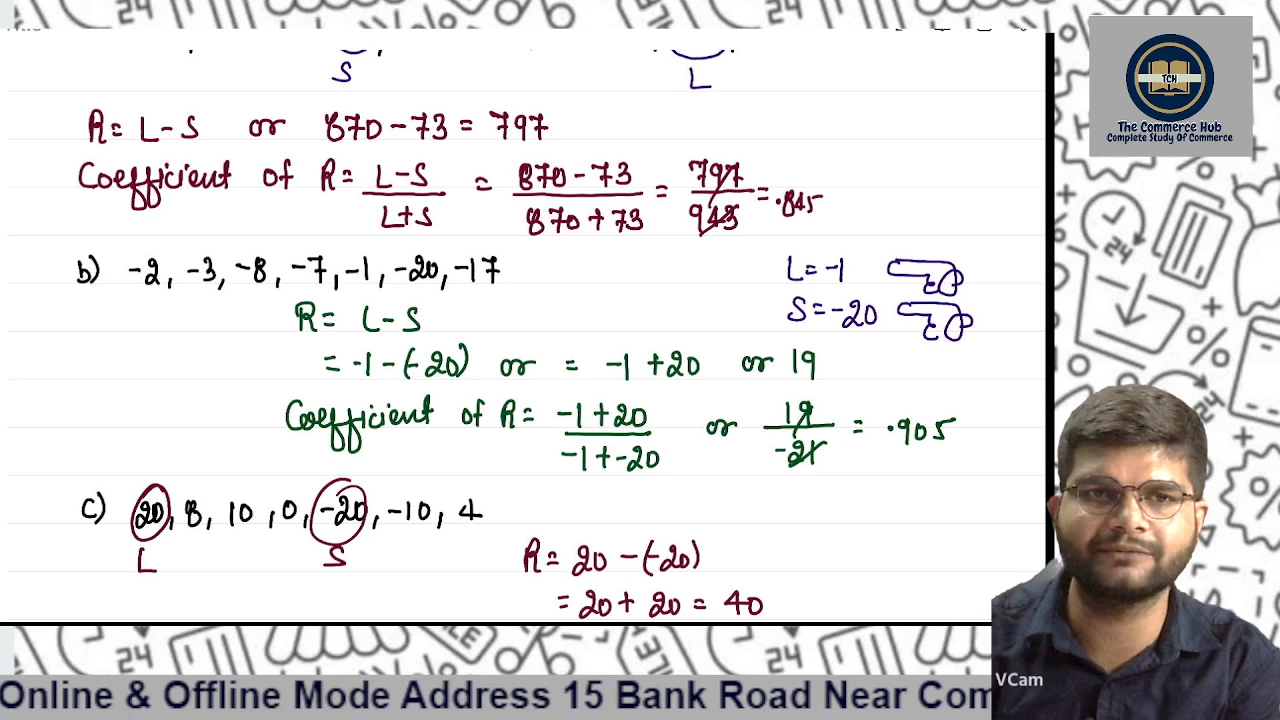 S
L
R= L-S or 870-73 = 797
Coefficient of R= L-S / L+S = 870-73 / 870+73 = 797 / 943 = .845
b) -2, -3, -8, -7, -1, -20, -17
L= -1
S= -20
R= L-S
= -1-(-20) or = -1+20 or 19
Coefficient of R= -1+20 / -1+-20 or 19 / -21 = .905
c) 20, 8, 10, 0, -20, -10, 4
L
S
R= 20-(-20)
= 20+20 = 40
TCH
The Commerce Hub
Complete Study Of Commerce
VCam
Online & Offline Mode Address 15 Bank Road Near Com